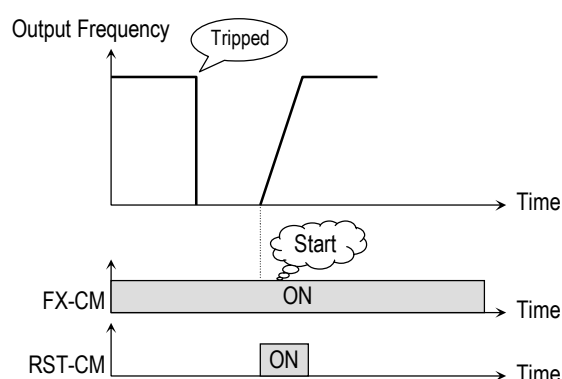 Output Frequency
Tripped
Time
Start
FX-CM
ON
Time
RST-CM
ON
Time